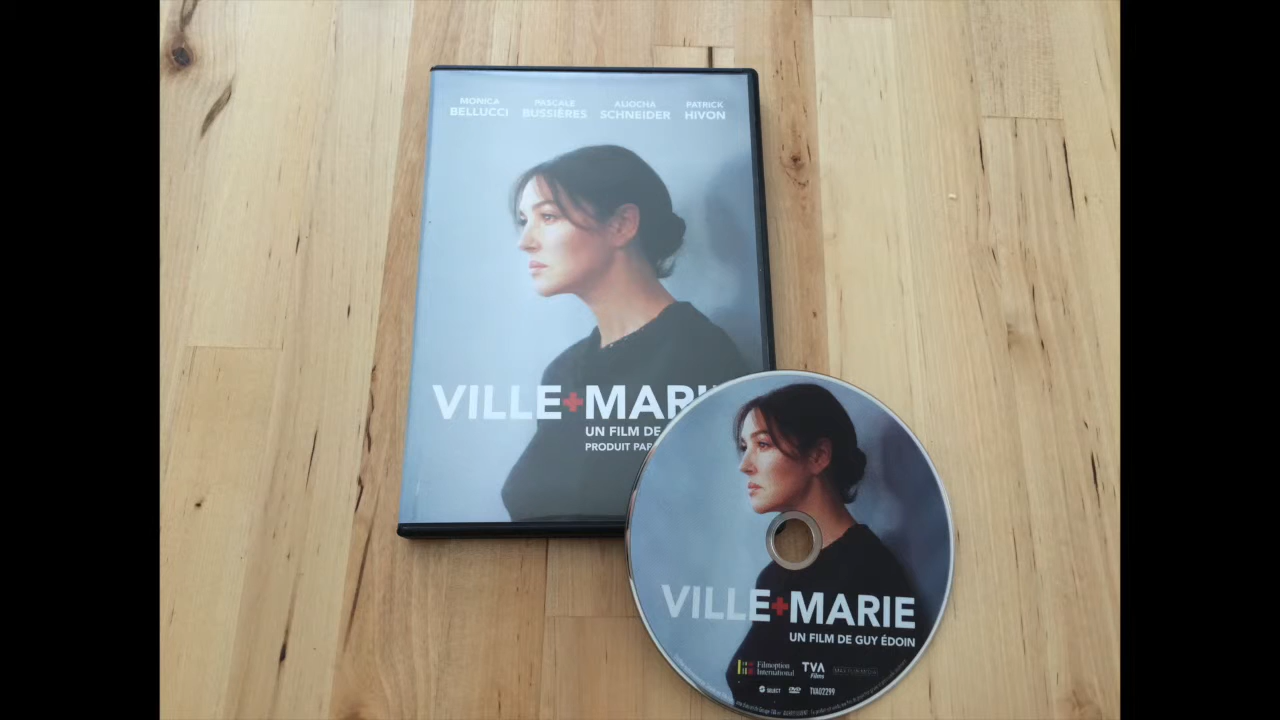 MONICA PASCALE ALIOCHA PATRICK
BELLUCCI BUSSIÈRES SCHNEIDER HIVON
VILLE+MARI
UN FILM DE
PRODUIT PAR
VILLE+MARIE
UN FILM DE GUY ÉDOIN
Filmoption
International
TVA
Films
SELECT DVD TVA02299